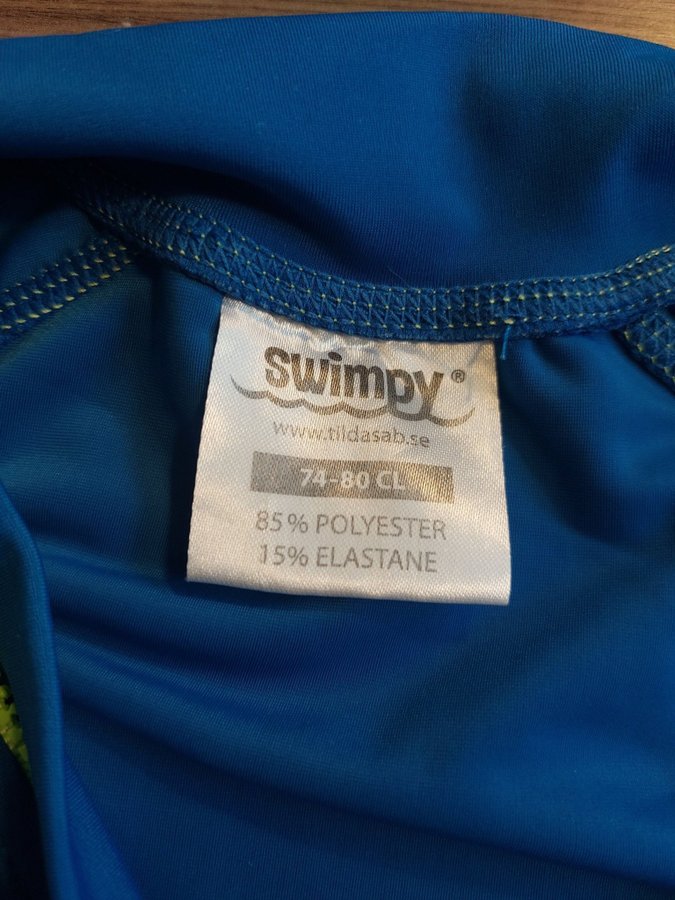 swimpy®
www.tildasab.se
74-80 CL
85% POLYESTER
15% ELASTANE